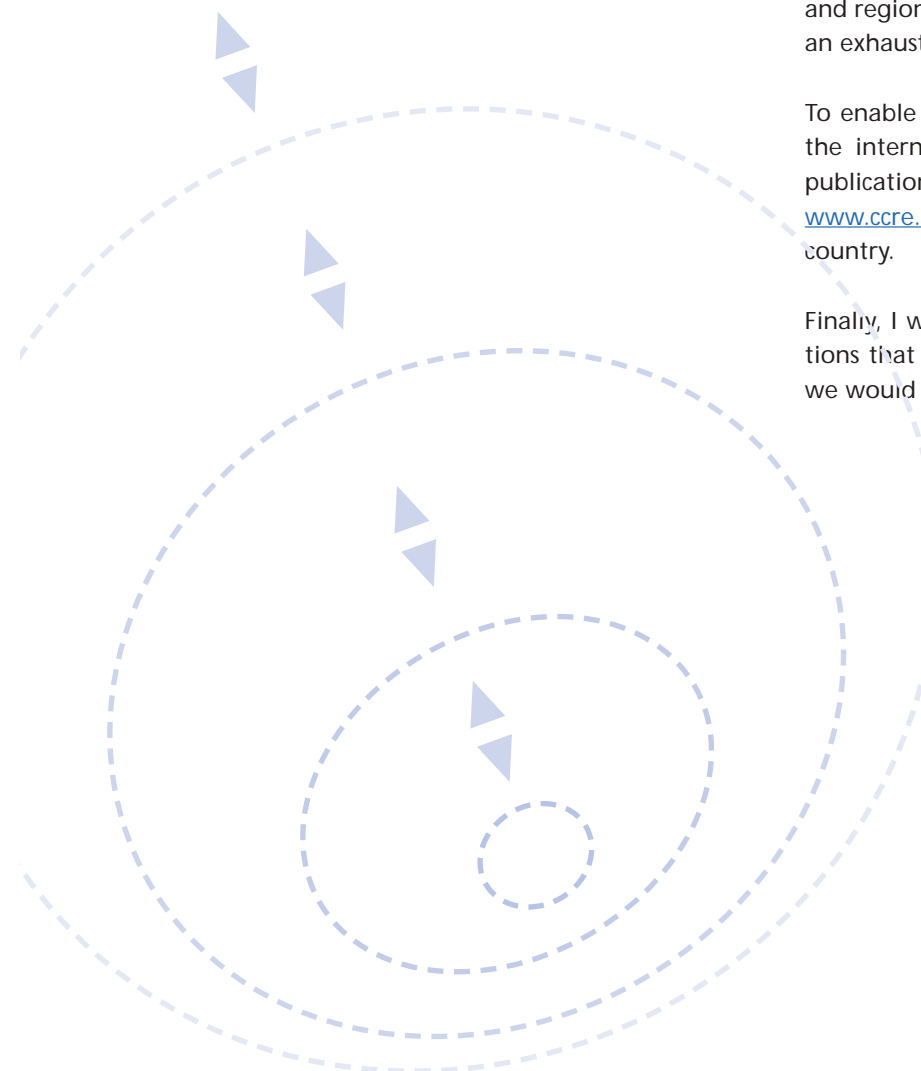 and region
an exhaust
To enable
the intern
publication
www.ccre.
country.
Finally, I w
tions that
we would